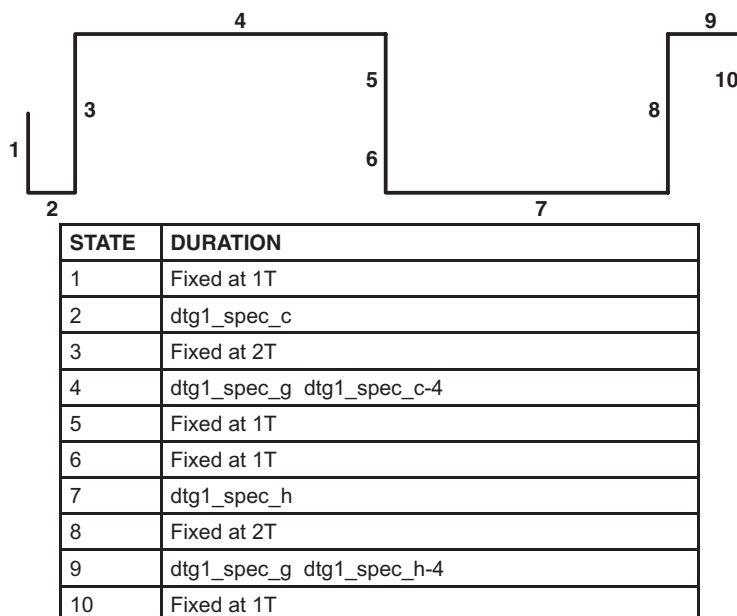 4
9
5
10
3
8
1
6
2
7
STATE DURATION
1 Fixed at 1T
2 dtg1_spec_c
3 Fixed at 2T
4 dtg1_spec_g dtg1_spec_c-4
5 Fixed at 1T
6 Fixed at 1T
7 dtg1_spec_h
8 Fixed at 2T
9 dtg1_spec_g dtg1_spec_h-4
10 Fixed at 1T